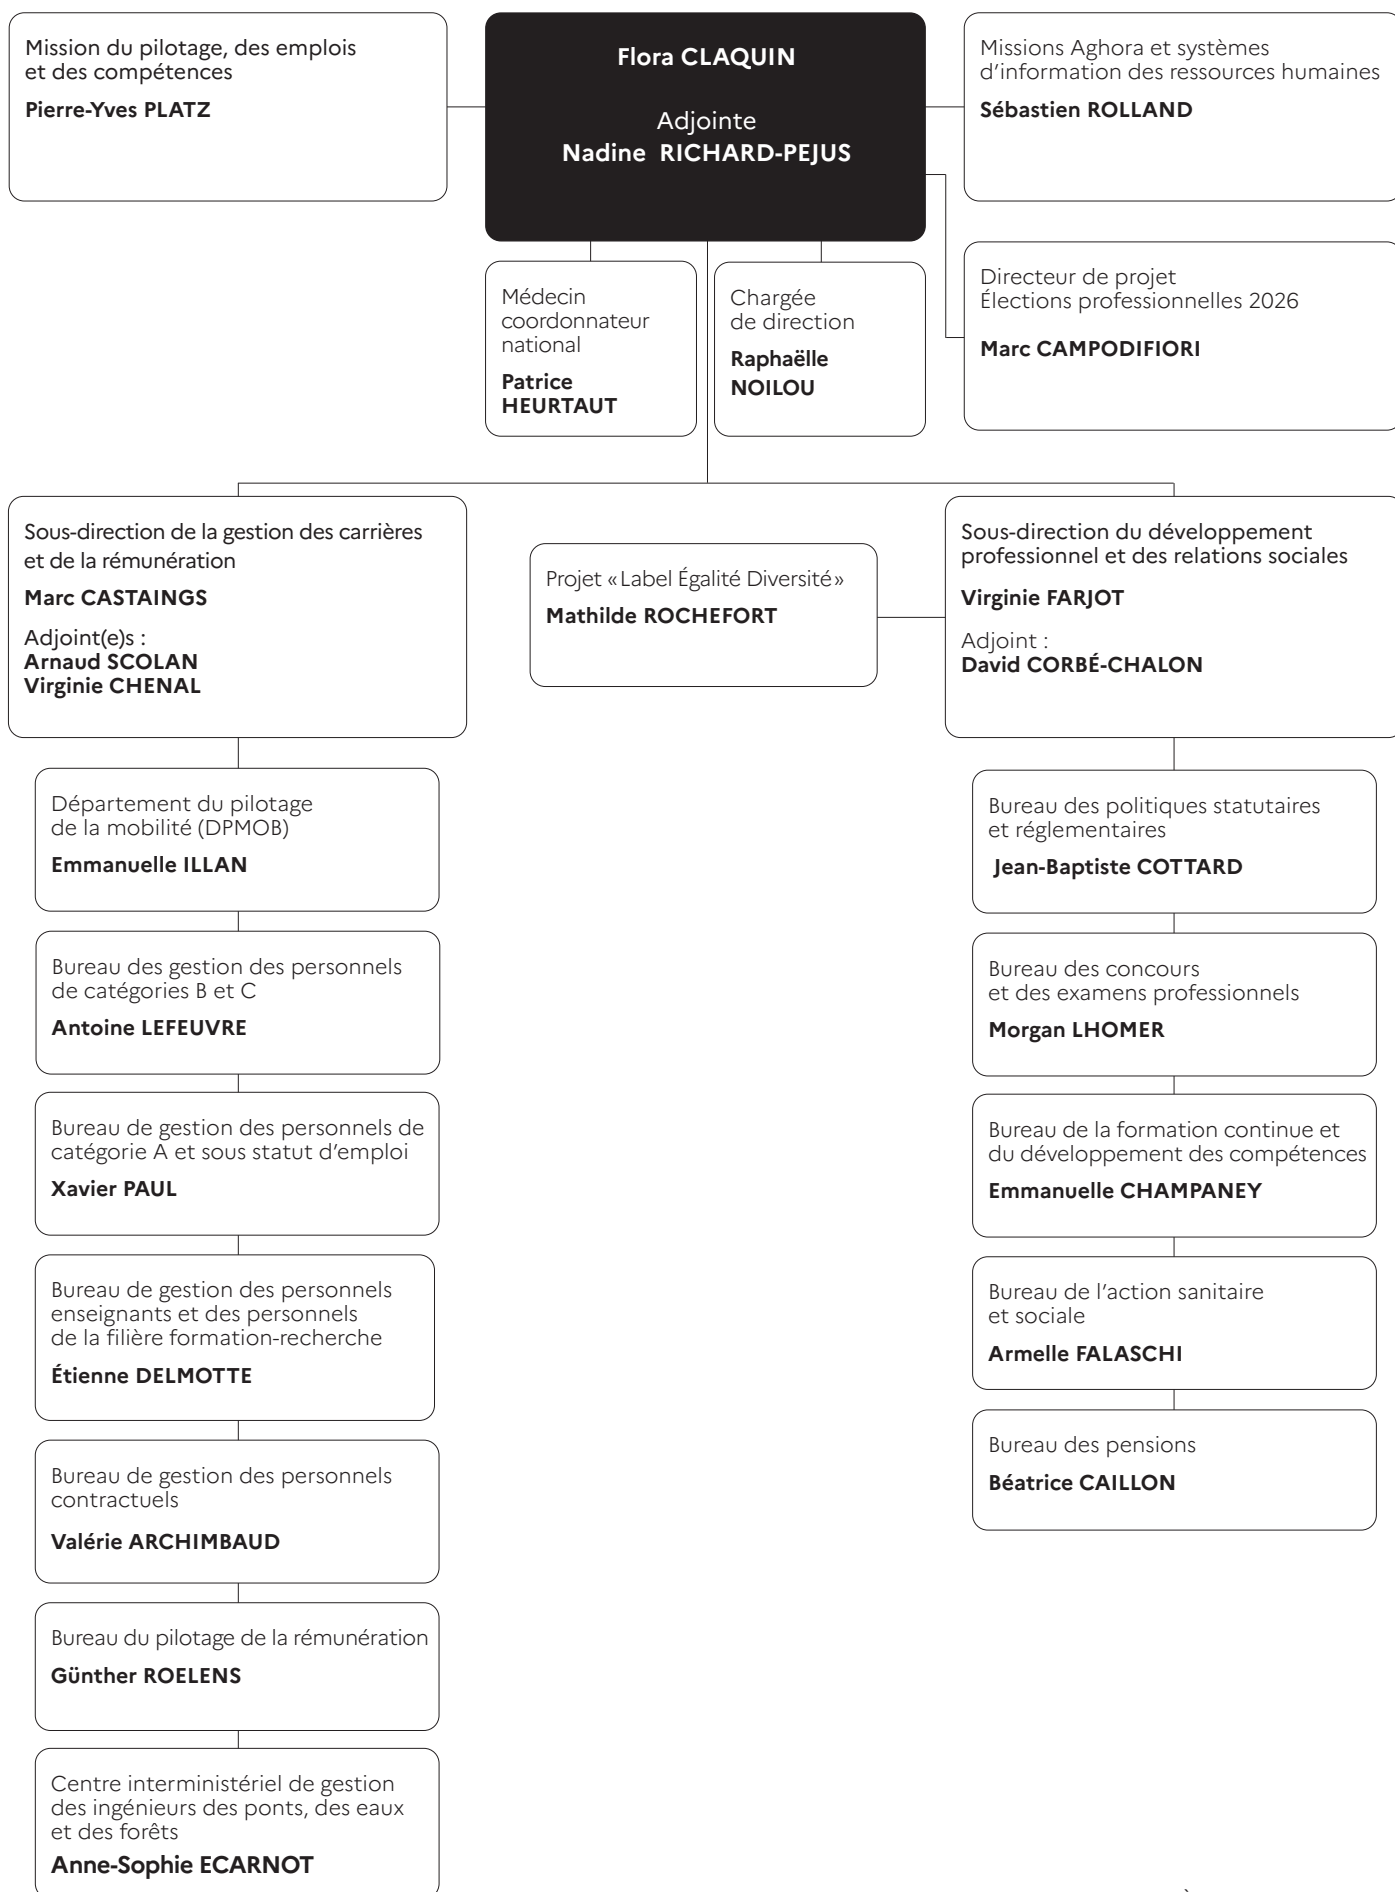 Mission du pilotage, des emplois
et des compétences
Pierre-Yves PLATZ
Flora CLAQUIN
Adjointe
Nadine RICHARD-PEJUS
Missions Aghora et systèmes
d'information des ressources humaines
Sébastien ROLLAND
Directeur de projet
Élections professionnelles 2026
Marc CAMPODIFIORI
Médecin
coordonnateur
national
Patrice
HEURTAUT
Chargée
de direction
Raphaëlle
NOILOU
Sous-direction de la gestion des carrières
et de la rémunération
Marc CASTAINGS
Adjoint(e)s :
Arnaud SCOLAN
Virginie CHENAL
Projet «Label Égalité Diversité»
Mathilde ROCHEFORT
Sous-direction du développement
professionnel et des relations sociales
Virginie FARJOT
Adjoint :
David CORBÉ-CHALON
Département du pilotage
de la mobilité (DPMOB)
Emmanuelle ILLAN
Bureau des gestion des personnels
de catégories B et C
Antoine LEFEUVRE
Bureau de gestion des personnels de
catégorie A et sous statut d'emploi
Xavier PAUL
Bureau de gestion des personnels
enseignants et des personnels
de la filière formation-recherche
Étienne DELMOTTE
Bureau de gestion des personnels
contractuels
Valérie ARCHIMBAUD
Bureau du pilotage de la rémunération
Günther ROELENS
Centre interministériel de gestion
des ingénieurs des ponts, des eaux
et des forêts
Anne-Sophie ECARNOT
Bureau des politiques statutaires
et réglementaires
Jean-Baptiste COTTARD
Bureau des concours
et des examens professionnels
Morgan LHOMER
Bureau de la formation continue et
du développement des compétences
Emmanuelle CHAMPANEY
Bureau de l'action sanitaire
et sociale
Armelle FALASCHI
Bureau des pensions
Béatrice CAILLON